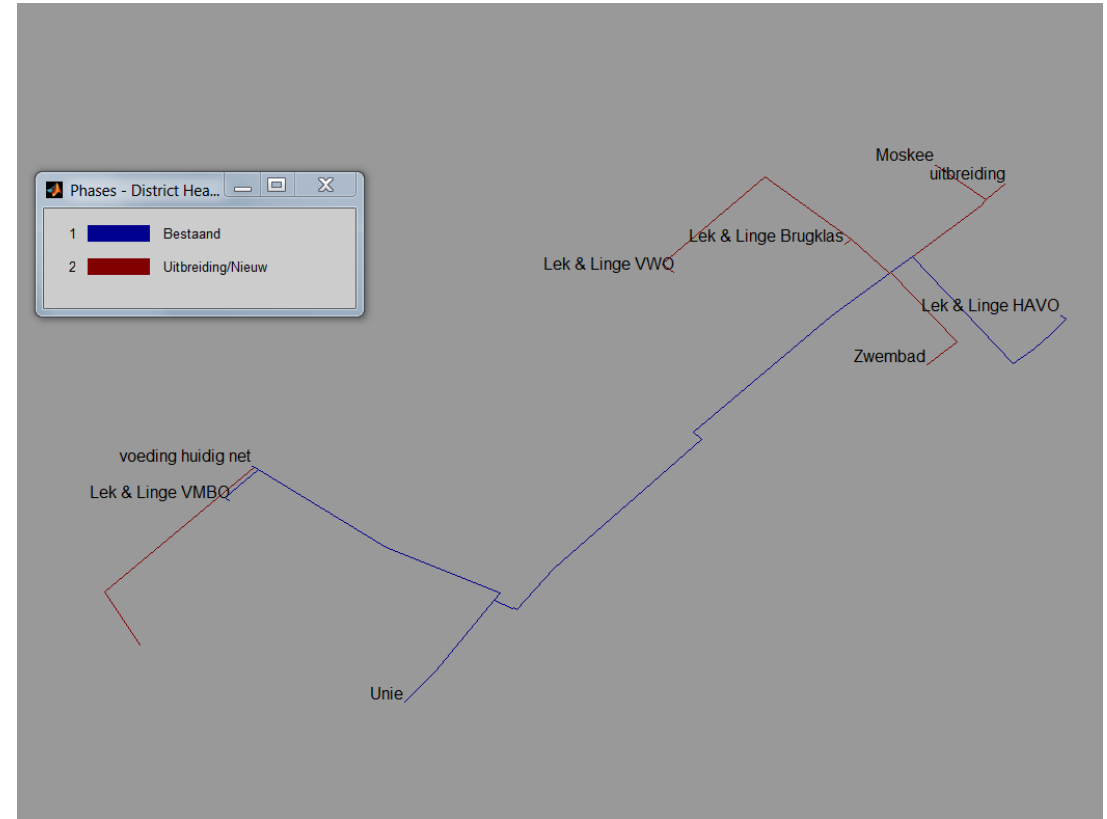 Moskee
uitbreiding
Phases - District Hea...
1 Bestaand
2 Uitbreiding/Nieuw
Lek & Linge Brugklas
Lek & Linge VWO
Lek & Linge HAVO
Zwembad
voeding huidig net
Lek & Linge VMBO
Unie